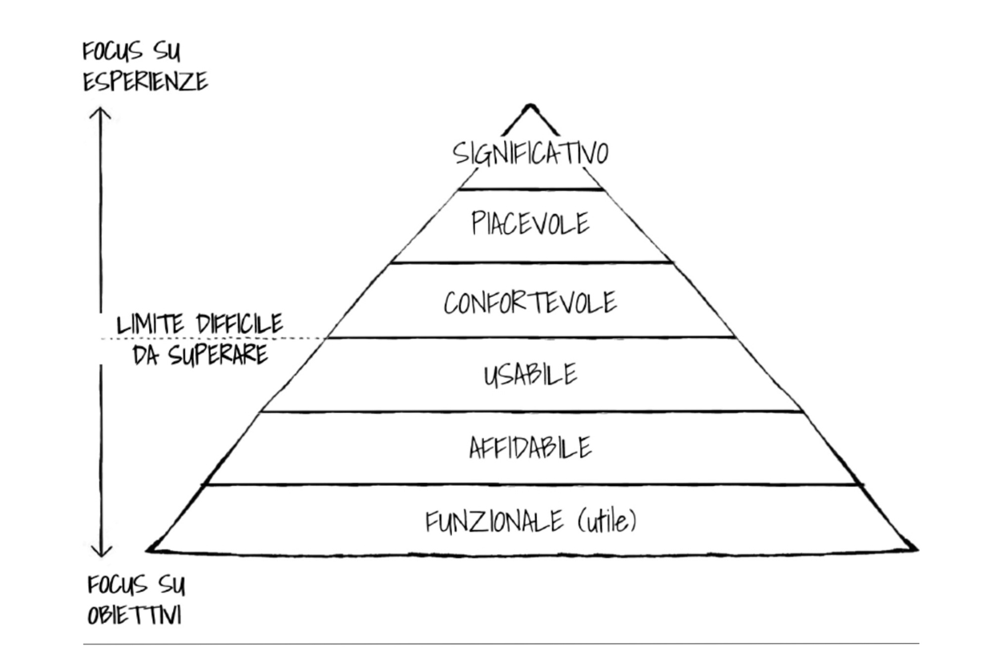 FOCUS SU
ESPERIENZE
SIGNIFICATIVO
PIACEVOLE
CONFORTEVOLE
LIMITE DIFFICILE
DA SUPERARE
USABILE
AFFIDABILE
FUNZIONALE (utile)
FOCUS SU
OBIETTIVI